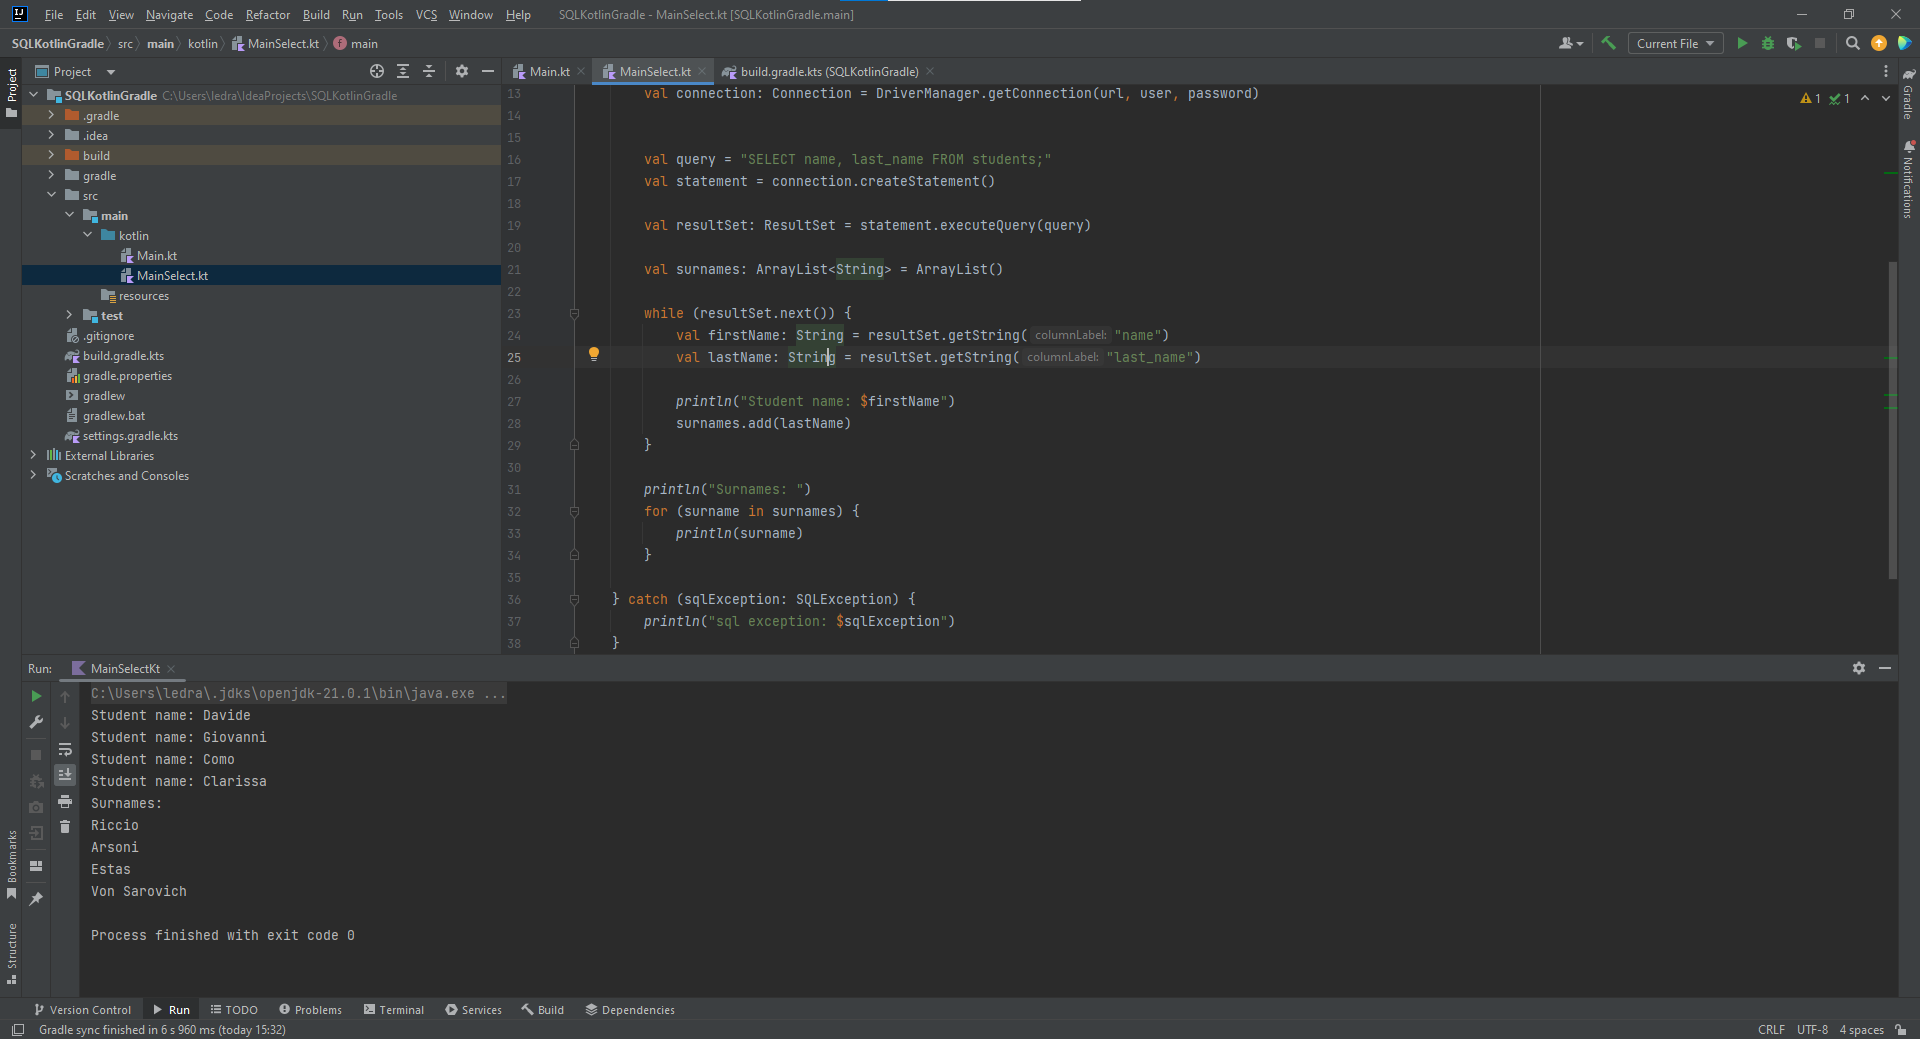 File Edit View Navigate Code Refactor Build Run Tools VCS Window Help SQLKotlinGradle - MainSelect.kt [SQLKotlinGradle.main]
SQLKotlinGradle src main kotlin MainSelect.kt main Current File
Project
Main.kt MainSelect.kt build.gradle.kts (SQLKotlinGradle)
Project
Gradle
Notifications
Bookmarks
Structure
SQLKotlinGradle C:\Users\ledra\IdeaProjects\SQLKotlinGradle
.gradle
.idea
build
gradle
src
main
kotlin
Main.kt
MainSelect.kt
resources
test
.gitignore
build.gradle.kts
gradle.properties
gradlew
gradlew.bat
settings.gradle.kts
External Libraries
Scratches and Consoles
1 1
13 val connection: Connection = DriverManager.getConnection(url, user, password)
14
15
16 val query = "SELECT name, last_name FROM students;"
17 val statement = connection.createStatement()
18
19 val resultSet: ResultSet = statement.executeQuery(query)
20
21 val surnames: ArrayList<String> = ArrayList()
22
23 while (resultSet.next()) {
24 val firstName: String = resultSet.getString( columnLabel: "name")
25 val lastName: String = resultSet.getString( columnLabel: "last_name")
26
27 println("Student name: $firstName")
28 surnames.add(lastName)
29 }
30
31 println("Surnames: ")
32 for (surname in surnames) {
33 println(surname)
34 }
35
36 } catch (sqlException: SQLException) {
37 println("sql exception: $sqlException")
38 }
Run: MainSelectKt
C:\Users\ledra\.jdks\openjdk-21.0.1\bin\java.exe ...
Student name: Davide
Student name: Giovanni
Student name: Como
Student name: Clarissa
Surnames:
Riccio
Arsoni
Estas
Von Sarovich
Process finished with exit code 0
Version Control Run TODO Problems Terminal Services Build Dependencies
Gradle sync finished in 6 s 960 ms (today 15:32) CRLF UTF-8 4 spaces